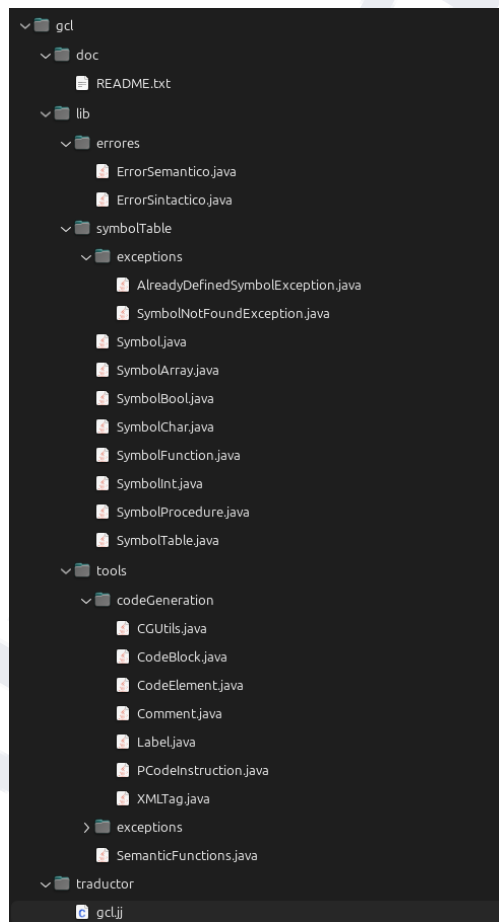 gcl
doc
README.txt
lib
errores
ErrorSemantico.java
ErrorSintactico.java
symbolTable
exceptions
AlreadyDefinedSymbolException.java
SymbolNotFoundException.java
Symbol.java
SymbolArray.java
SymbolBool.java
SymbolChar.java
SymbolFunction.java
SymbolInt.java
SymbolProcedure.java
SymbolTable.java
tools
codeGeneration
CGUtils.java
CodeBlock.java
CodeElement.java
Comment.java
Label.java
PCodeInstruction.java
XMLTag.java
exceptions
SemanticFunctions.java
traductor
gcl.jj